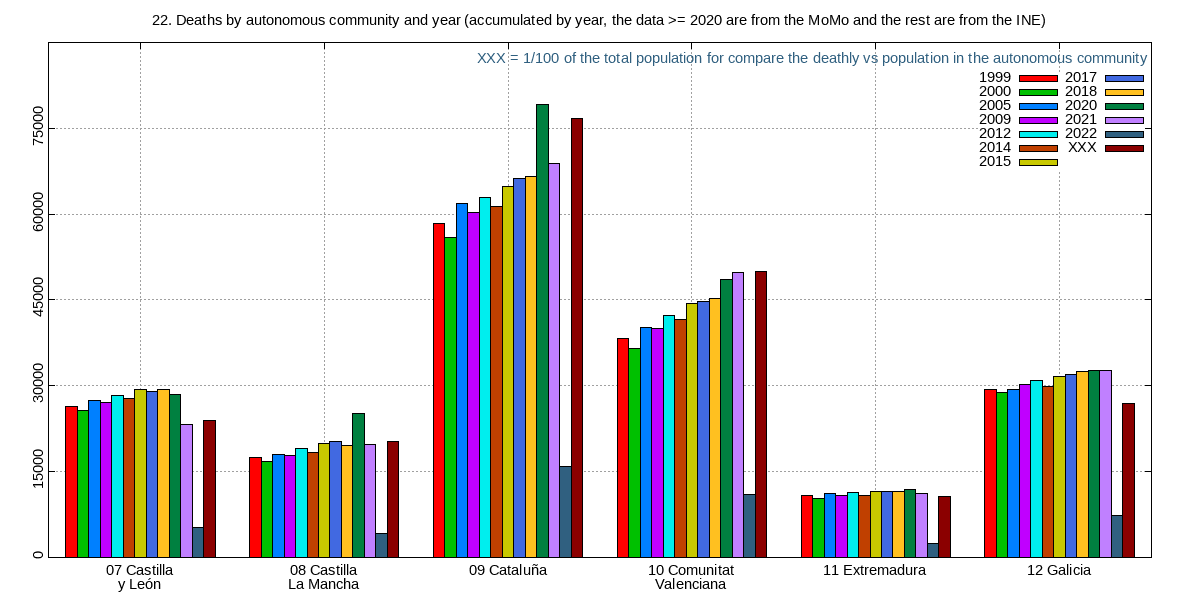 22. Deaths by autonomous community and year (accumulated by year, the data >= 2020 are from the MoMo and the rest are from the INE)
XXX = 1/100 of the total population for compare the deathly vs population in the autonomous community
1999 2017
2000 2018
2005 2020
2009 2021
2012 2022
2014 XXX
2015
75000
60000
45000
30000
15000
0
07 Castilla
y León
08 Castilla
La Mancha
09 Cataluña
10 Comunitat
Valenciana
11 Extremadura
12 Galicia